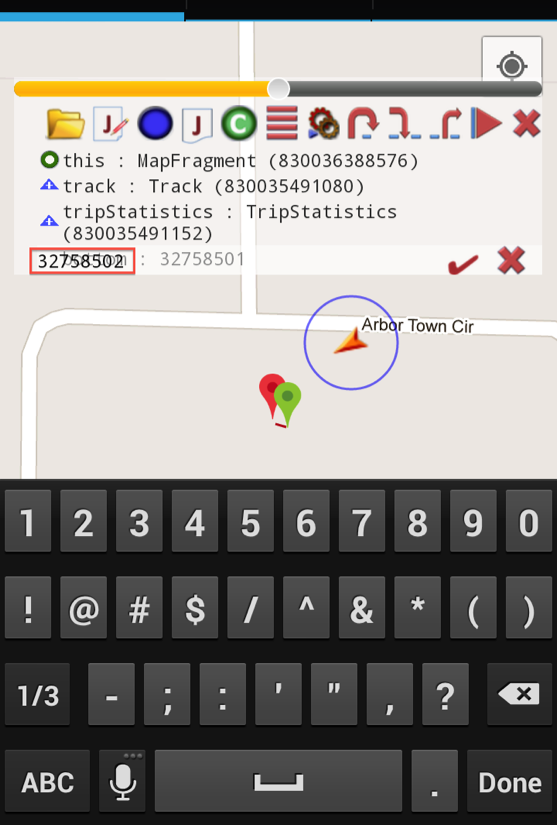 J J C
this : MapFragment (830036388576)
track : Track (830035491080)
tripStatistics : TripStatistics
(830035491152)
32758502 : 32758501
Arbor Town Cir
1 2 3 4 5 6 7 8 9 0
! @ # $ / ^ & * ( )
1/3 - ; : ' " , ?
ABC . Done